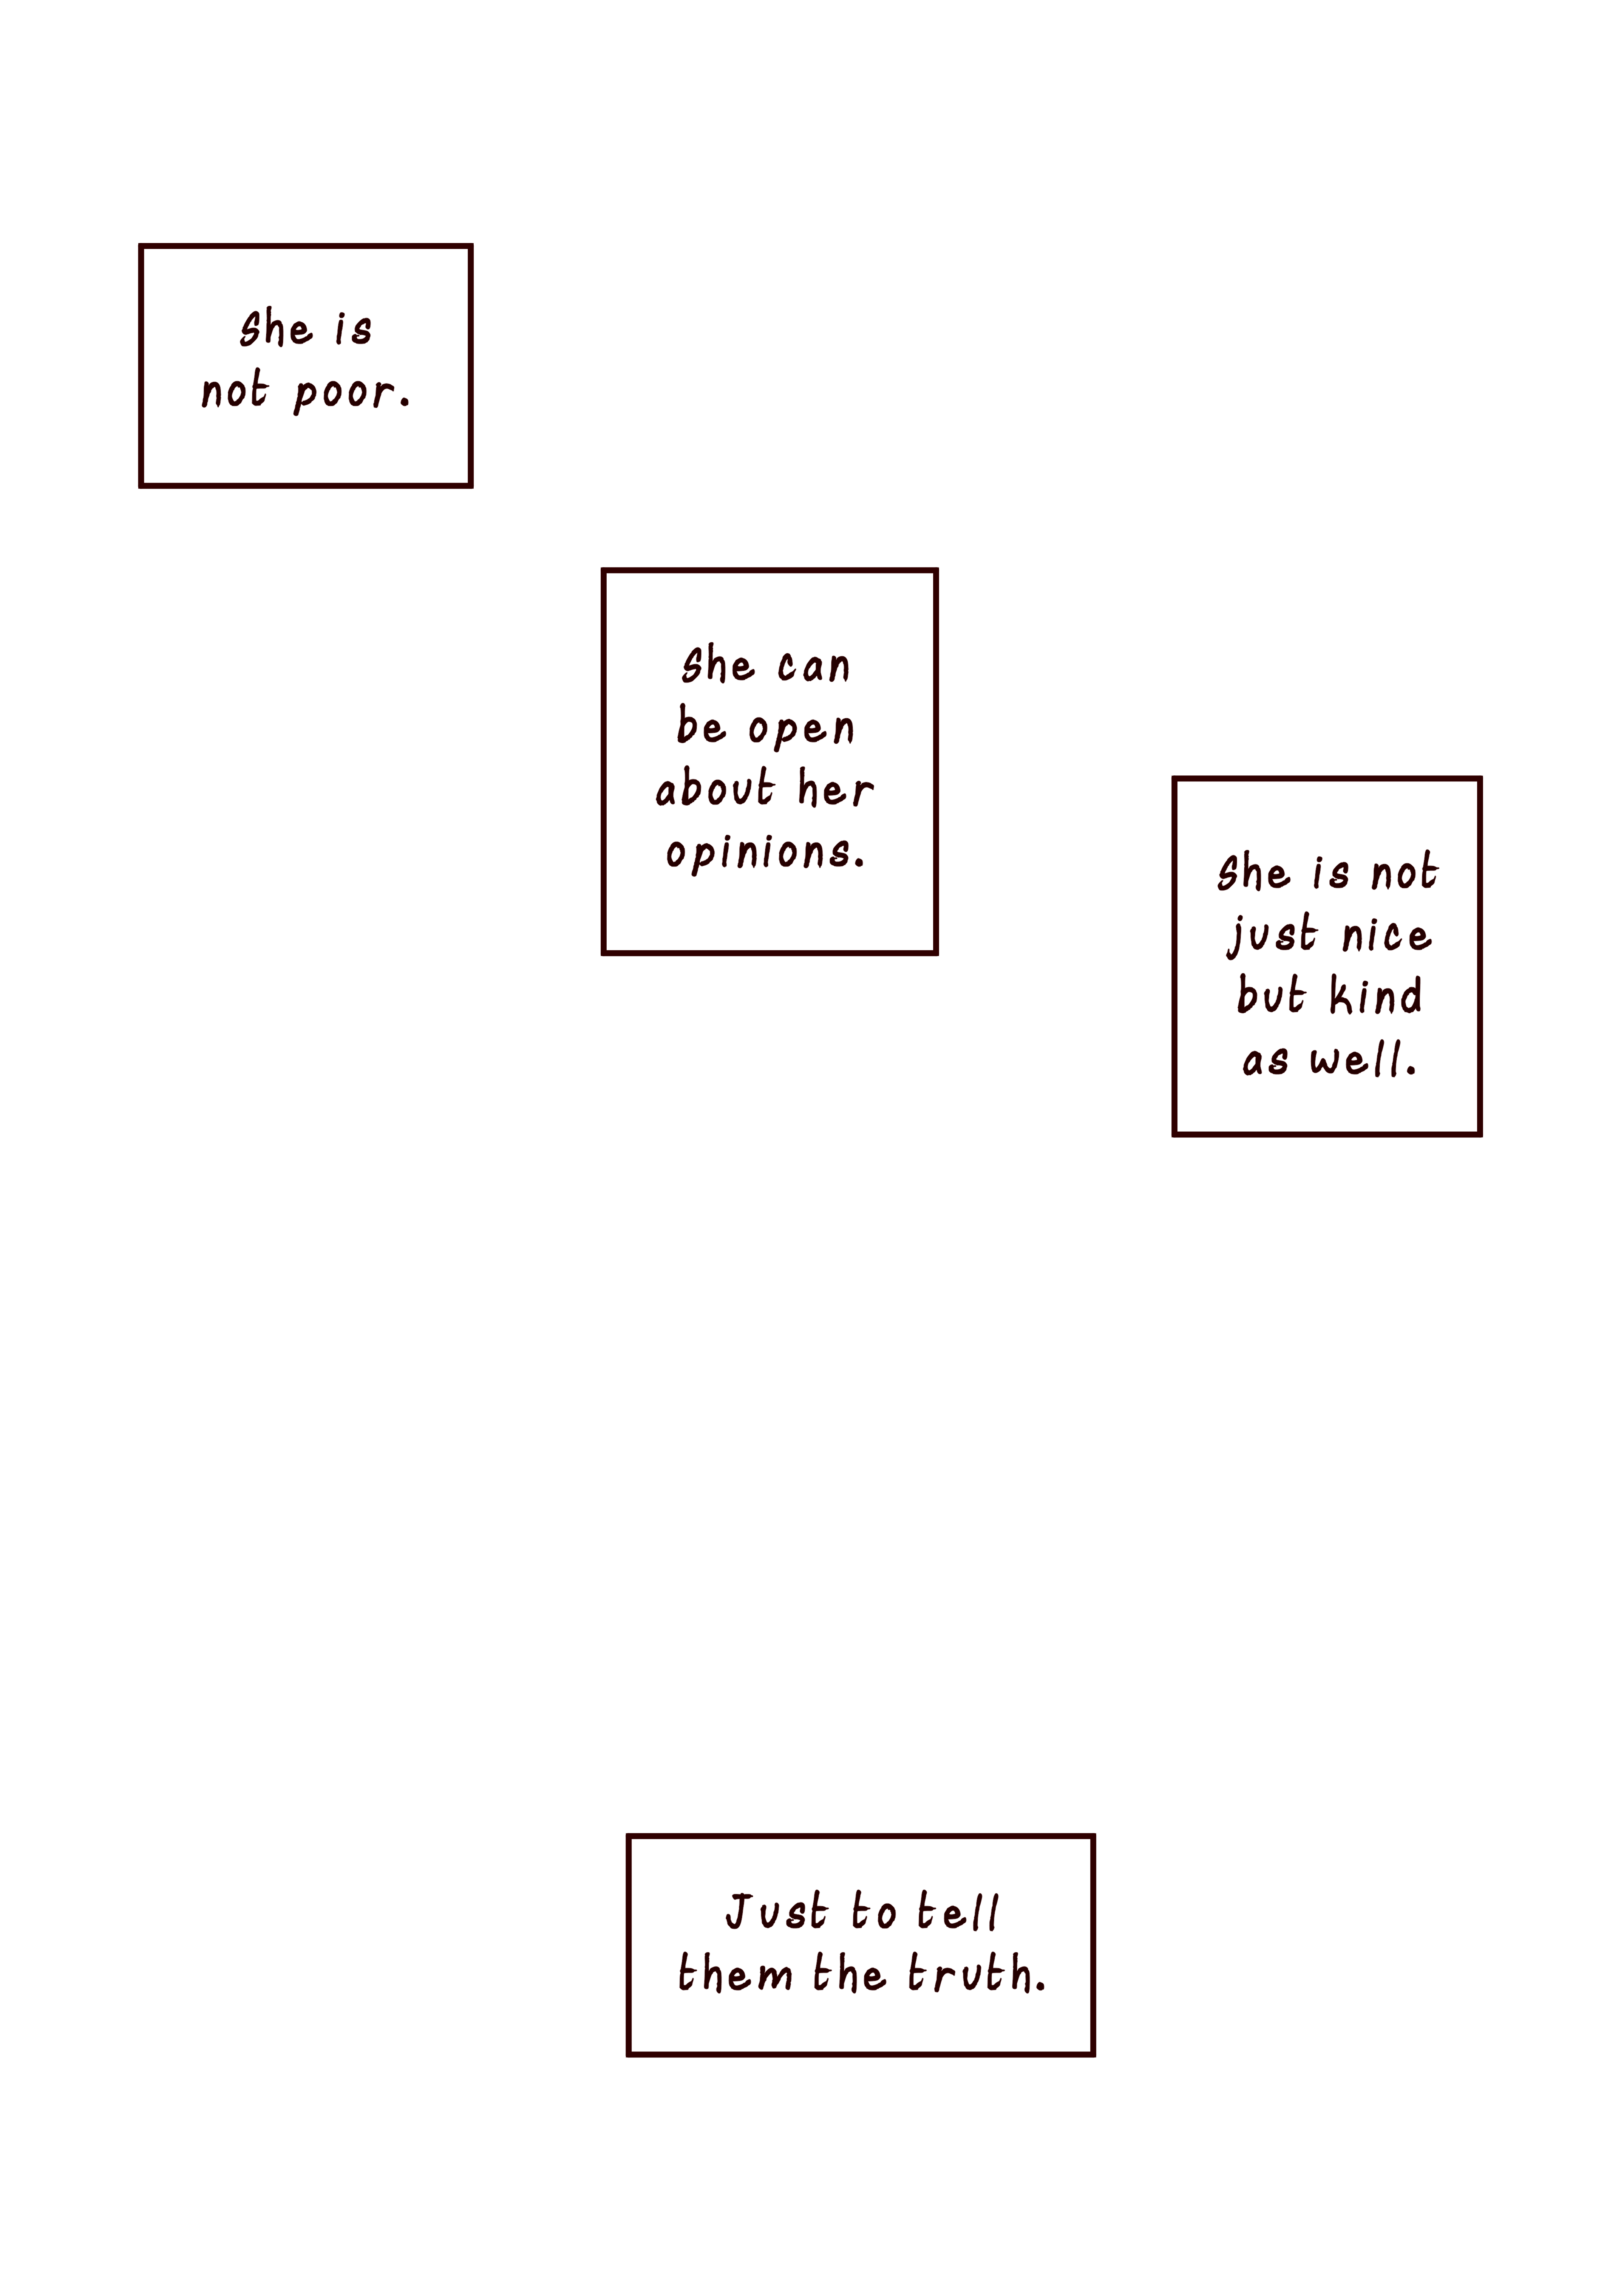 She is
not poor.
She can
be open
about her
opinions.
She is not
just nice
but kind
as well.
Just to tell
them the truth.